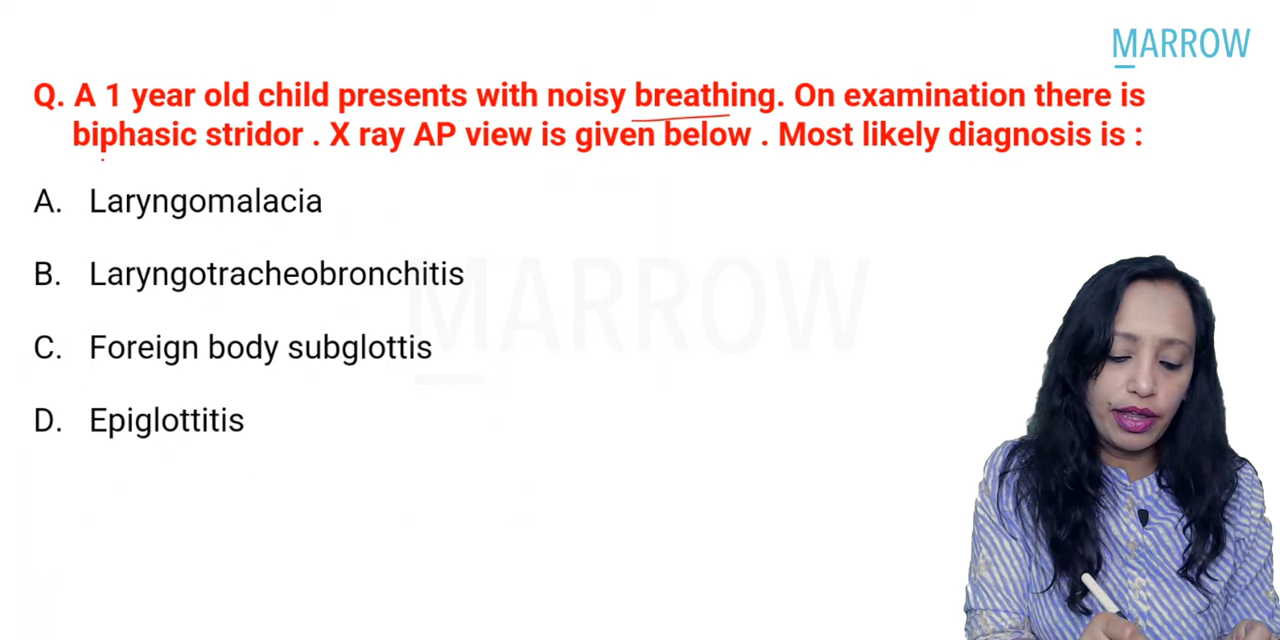 MARROW
Q. A 1 year old child presents with noisy breathing. On examination there is
biphasic stridor . X ray AP view is given below . Most likely diagnosis is :
A. Laryngomalacia
B. Laryngotracheobronchitis
MARROW
C. Foreign body subglottis
D. Epiglottitis